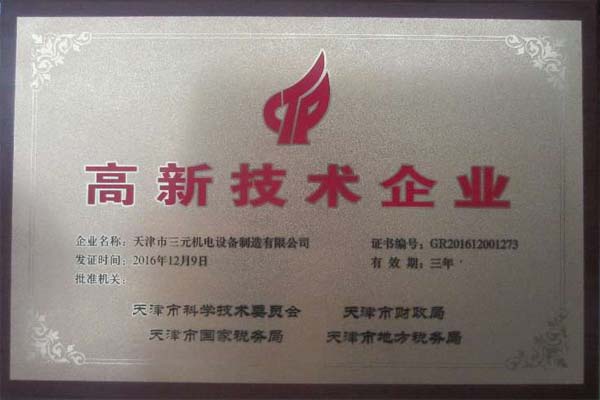 高新技术企业
企业名称：天津市三元机电设备制造有限公司 证书编号：GR201612001273
发证时间：2016年12月9日 有效期：三年
批准机关：
天津市科学技术委员会 天津市财政局
天津市国家税务局 天津市地方税务局